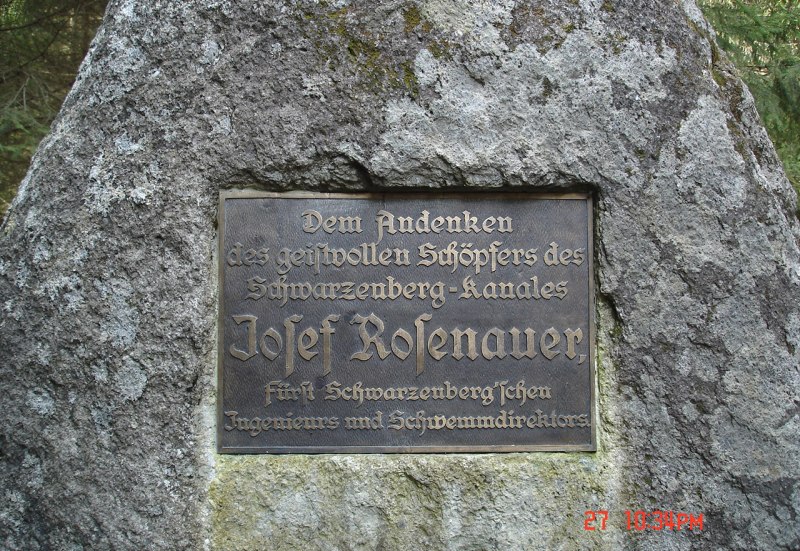 Dem Andenken
des geistvollen Schöpfers des
Schwarzenberg-Kanales
Josef Rosenauer,
Fürst Schwarzenberg'schen
Ingenieurs und Schwemmdirektors
27 10:34PM